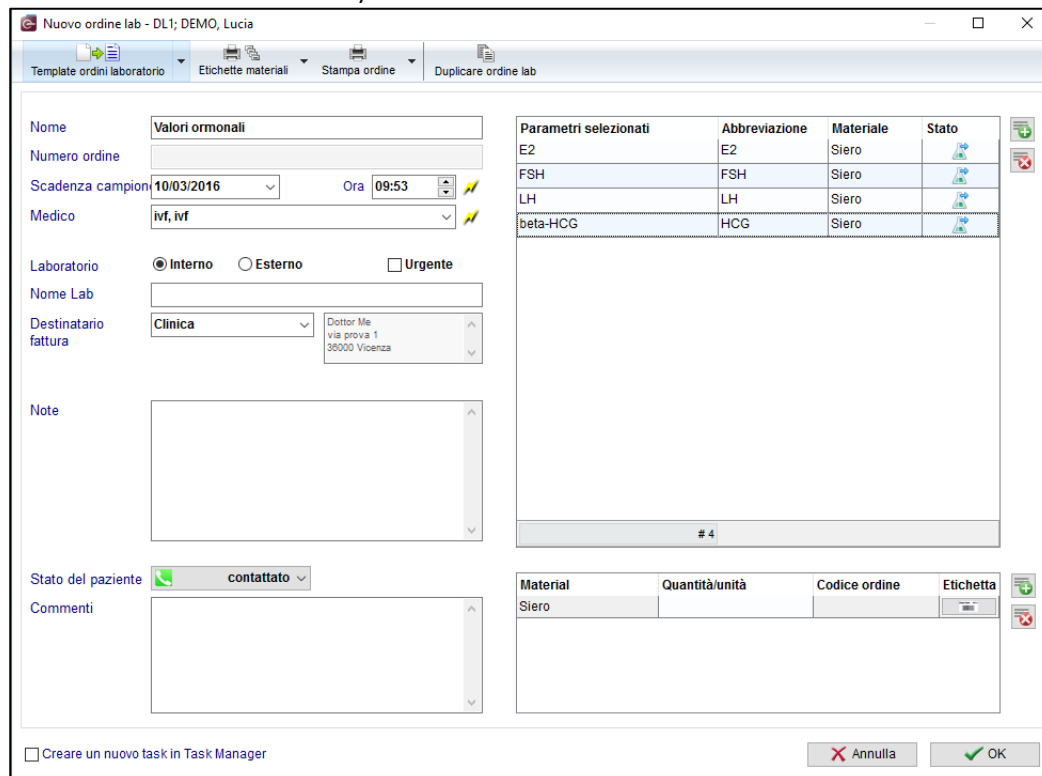 Nuovo ordine lab - DL1; DEMO, Lucia
Template ordini laboratorio
Etichette materiali
Stampa ordine
Duplicare ordine lab
Nome Valori ormonali
Numero ordine
Scadenza campion 10/03/2016 Ora 09:53
Medico ivf, ivf
Laboratorio Interno Esterno Urgente
Nome Lab
Destinatario fattura Clinica
Dottor Me
via prova 1
36000 Vicenza
Note
Stato del paziente contattato
Commenti
Parametri selezionati Abbreviazione Materiale Stato
E2 E2 Siero
FSH FSH Siero
LH LH Siero
beta-HCG HCG Siero
# 4
Material Quantità/unità Codice ordine Etichetta
Siero
Creare un nuovo task in Task Manager
Annulla OK